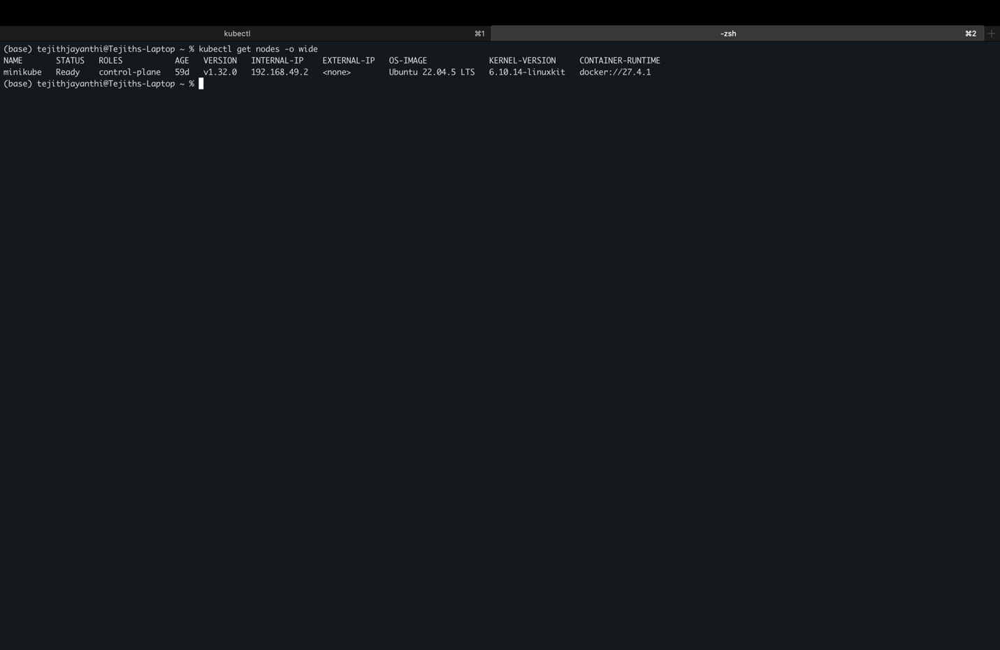 kubectl ⌘1 -zsh ⌘2
(base) tejithjayanthi@Tejiths-Laptop ~ % kubectl get nodes -o wide
NAME STATUS ROLES AGE VERSION INTERNAL-IP EXTERNAL-IP OS-IMAGE KERNEL-VERSION CONTAINER-RUNTIME
minikube Ready control-plane 59d v1.32.0 192.168.49.2 <none> Ubuntu 22.04.5 LTS 6.10.14-linuxkit docker://27.4.1
(base) tejithjayanthi@Tejiths-Laptop ~ %